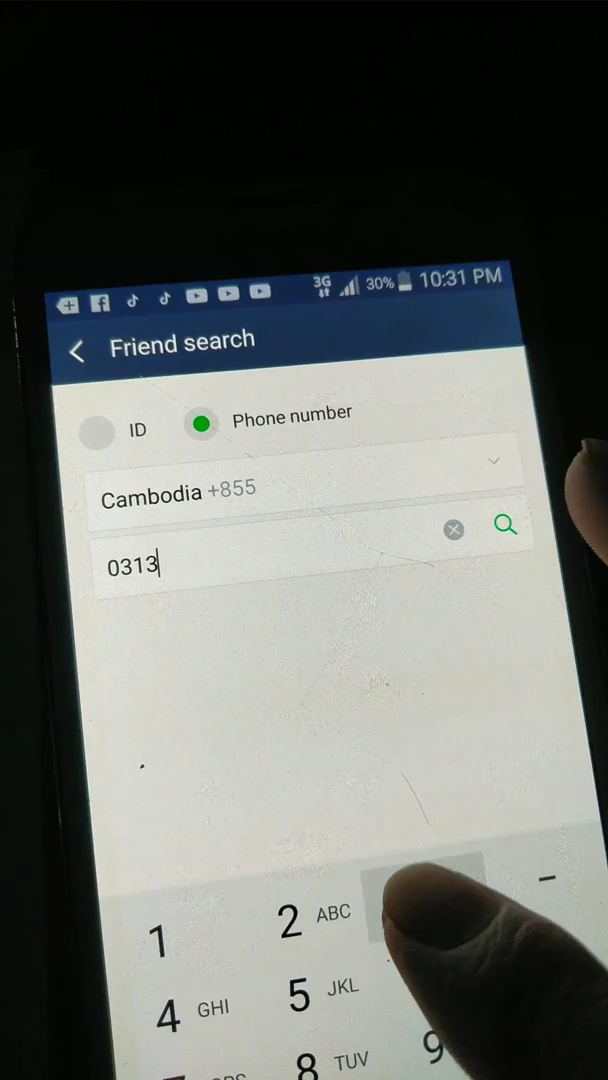 3G 30% 10:31 PM
Friend search
ID Phone number
Cambodia +855
0313
1 2 ABC -
4 GHI 5 JKL
8 TUV 9